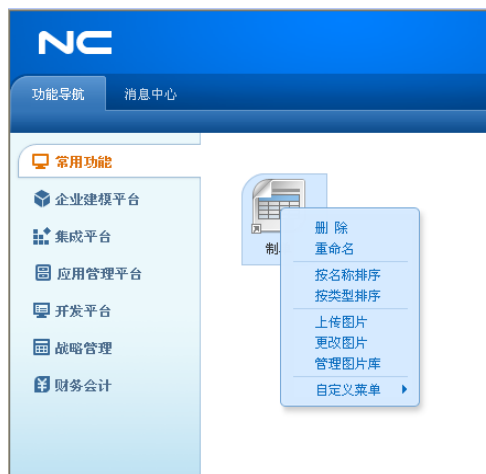 NC
功能导航
消息中心
常用功能
企业建模平台
集成平台
应用管理平台
开发平台
战略管理
财务会计
制
删 除
重命名
按名称排序
按类型排序
上传图片
更改图片
管理图片库
自定义菜单